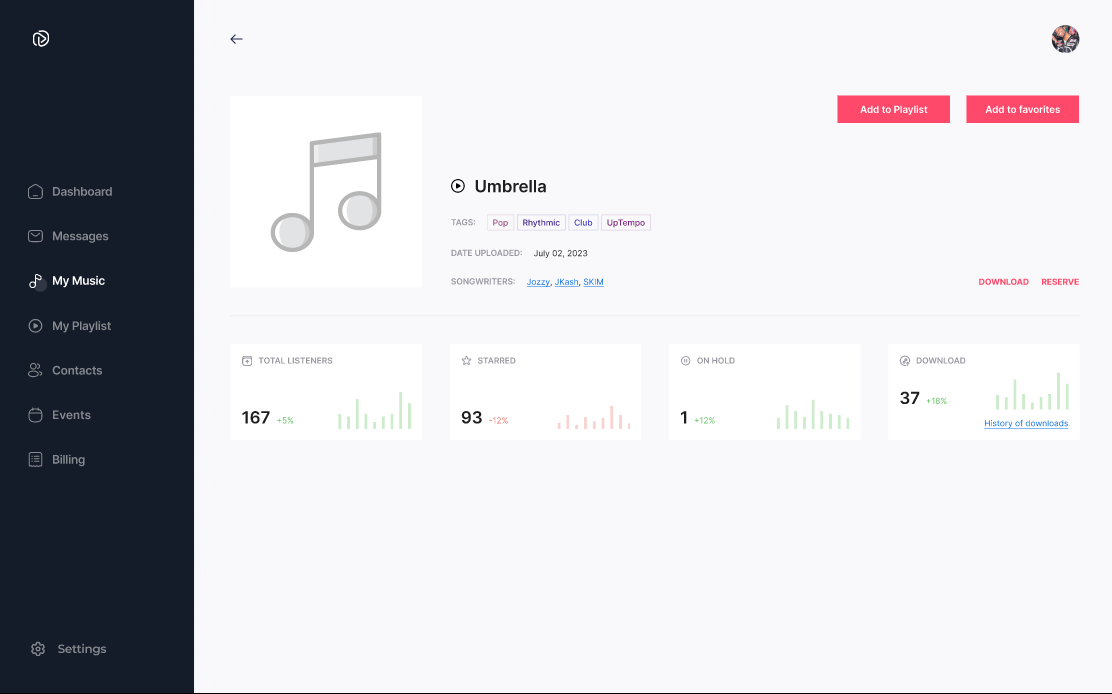 Dashboard
Messages
My Music
My Playlist
Contacts
Events
Billing
Settings
Add to Playlist
Add to favorites
Umbrella
TAGS: Pop Rhythmic Club UpTempo
DATE UPLOADED: July 02, 2023
SONGWRITERS: Jozzy, JKash, SKIM
DOWNLOAD RESERVE
TOTAL LISTENERS
167 +5%
STARRED
93 -12%
ON HOLD
1 +12%
DOWNLOAD
37 +18%
History of downloads